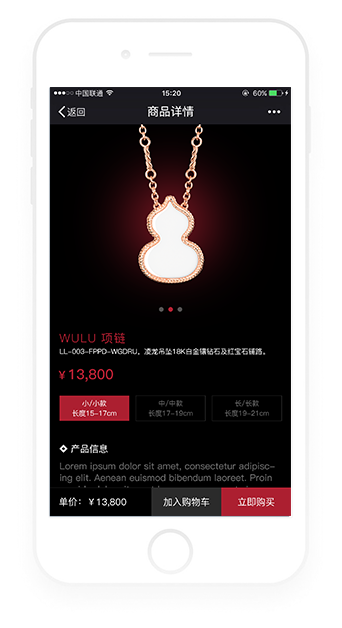 中国联通 15:20 60%
返回 商品详情
WULU 项链
LL-003-FPPD-WGDRU，凌龙吊坠18K白金镶钻石及红宝石铺路。
¥13,800
小/小款 中/中款 长/长款
长度15-17cm 长度17-19cm 长度19-21cm
产品信息
Lorem ipsum dolor sit amet, consectetur adipisc-
ing elit. Aenean euismod bibendum laoreet. Proin
单价：￥13,800 加入购物车 立即购买